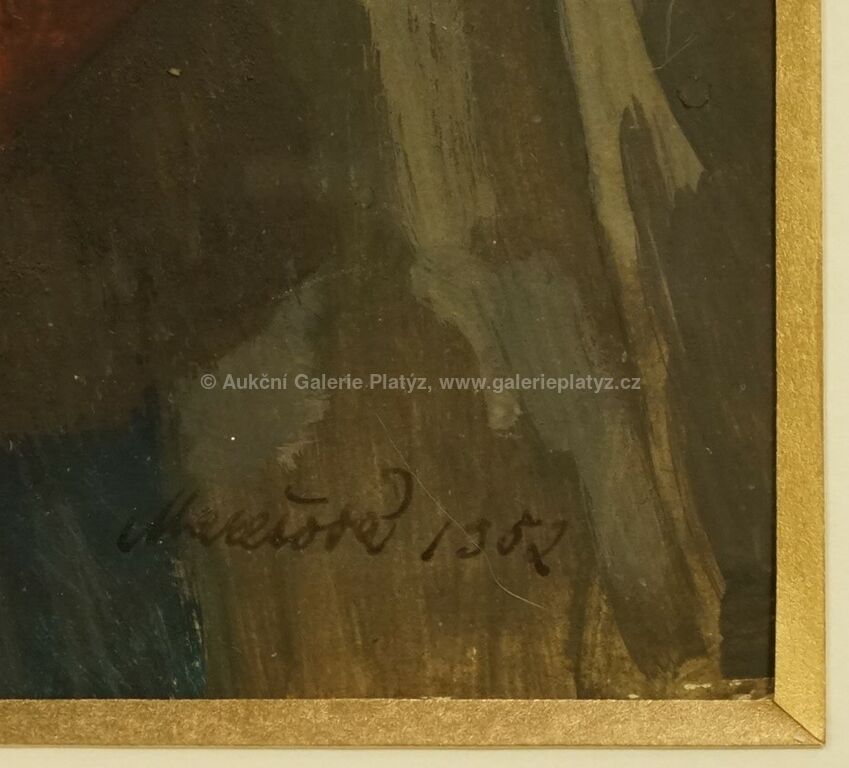 © Aukční Galerie Platýz, www.galerieplatyz.cz
Marešová 1952